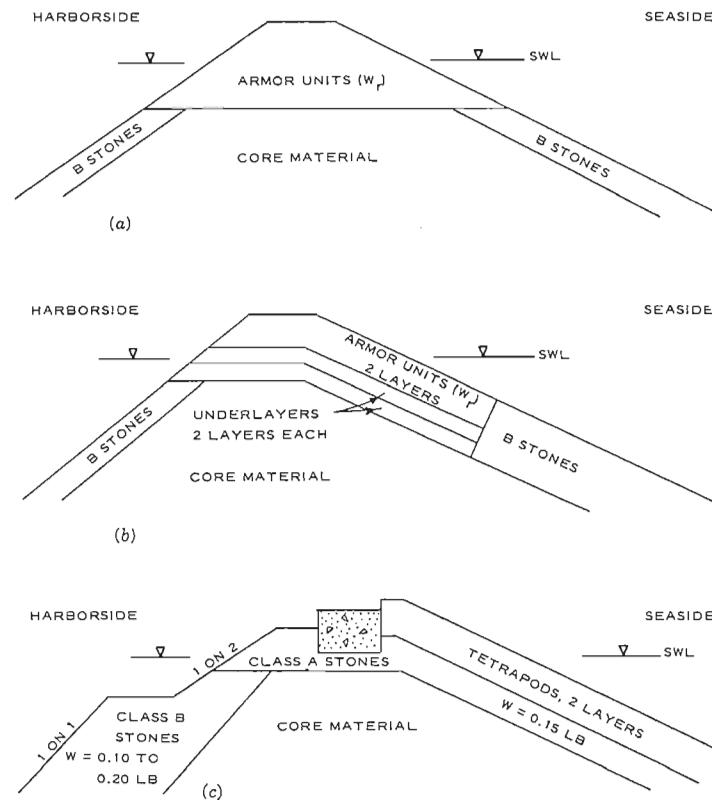 HARBORSIDE
SEASIDE
SWL
ARMOR UNITS (Wr)
B STONES
B STONES
CORE MATERIAL
(a)
HARBORSIDE
SEASIDE
SWL
ARMOR UNITS (Wr)
2 LAYERS
B STONES
UNDERLAYERS
2 LAYERS EACH
B STONES
CORE MATERIAL
(b)
HARBORSIDE
SEASIDE
SWL
1 ON 2
CLASS A STONES
TETRAPODS, 2 LAYERS
W = 0.15 LB
1 ON 1
CLASS B
STONES
W = 0.10 TO
0.20 LB
CORE MATERIAL
(c)